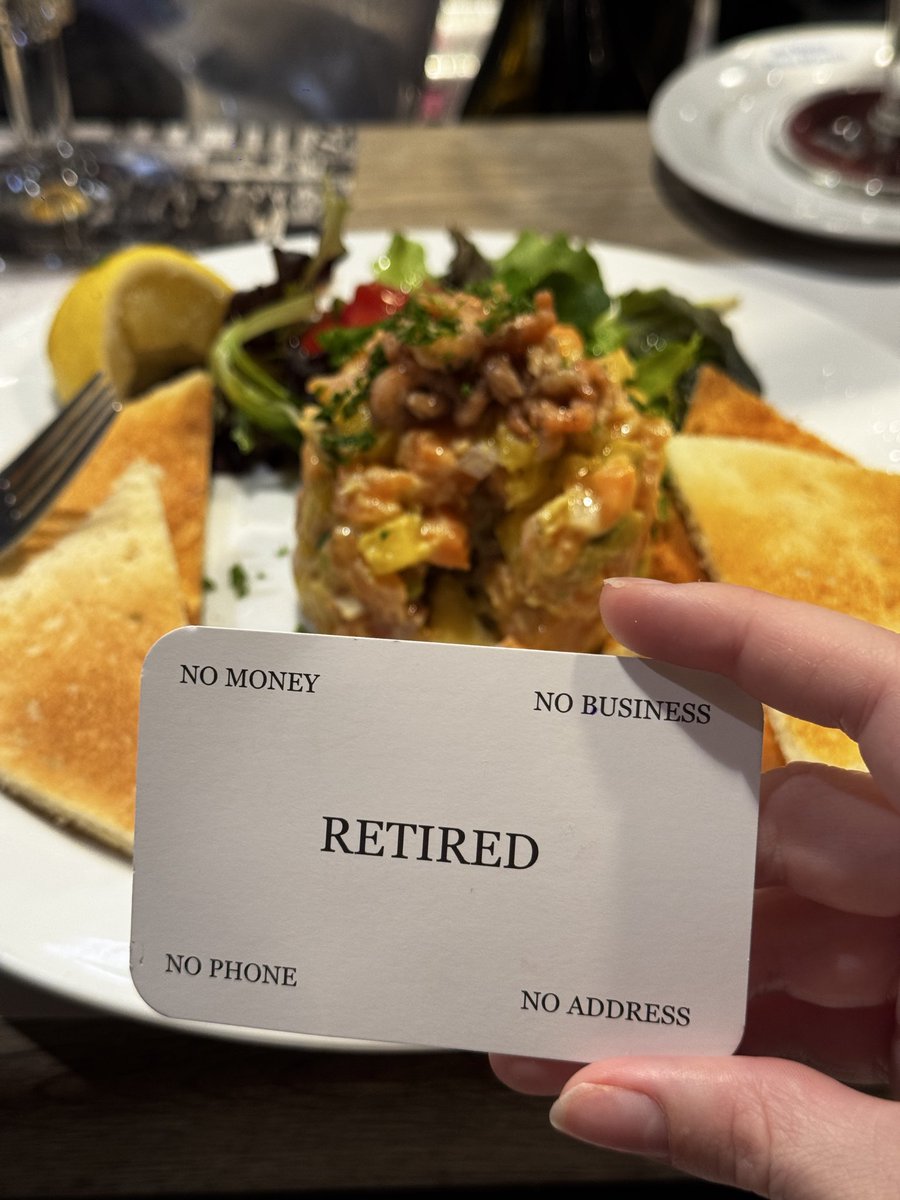 NO MONEY
NO BUSINESS
RETIRED
NO PHONE
NO ADDRESS